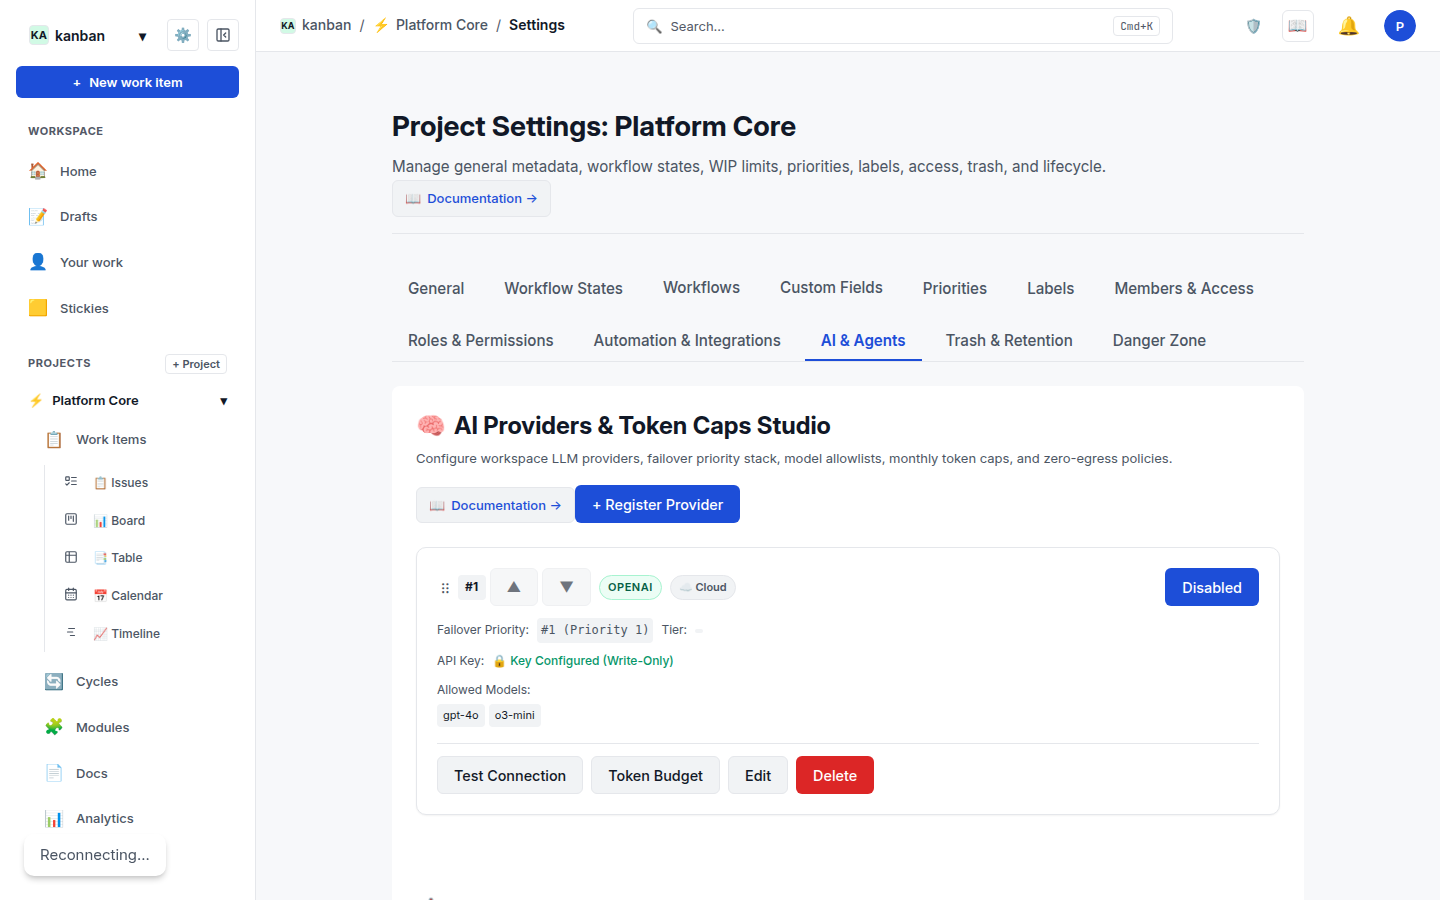 KA kanban ▾
+ New work item
WORKSPACE
Home
Drafts
Your work
Stickies
PROJECTS
+ Project
Platform Core ▾
Work Items
Issues
Board
Table
Calendar
Timeline
Cycles
Modules
Docs
Analytics
Reconnecting...
KA kanban / Platform Core / Settings
Search...
Cmd+K
P
Project Settings: Platform Core
Manage general metadata, workflow states, WIP limits, priorities, labels, access, trash, and lifecycle.
Documentation →
General
Workflow States
Workflows
Custom Fields
Priorities
Labels
Members & Access
Roles & Permissions
Automation & Integrations
AI & Agents
Trash & Retention
Danger Zone
AI Providers & Token Caps Studio
Configure workspace LLM providers, failover priority stack, model allowlists, monthly token caps, and zero-egress policies.
Documentation →
+ Register Provider
#1 ▲ ▼ OPENAI Cloud
Disabled
Failover Priority: #1 (Priority 1) Tier:
API Key: Key Configured (Write-Only)
Allowed Models:
gpt-4o o3-mini
Test Connection
Token Budget
Edit
Delete